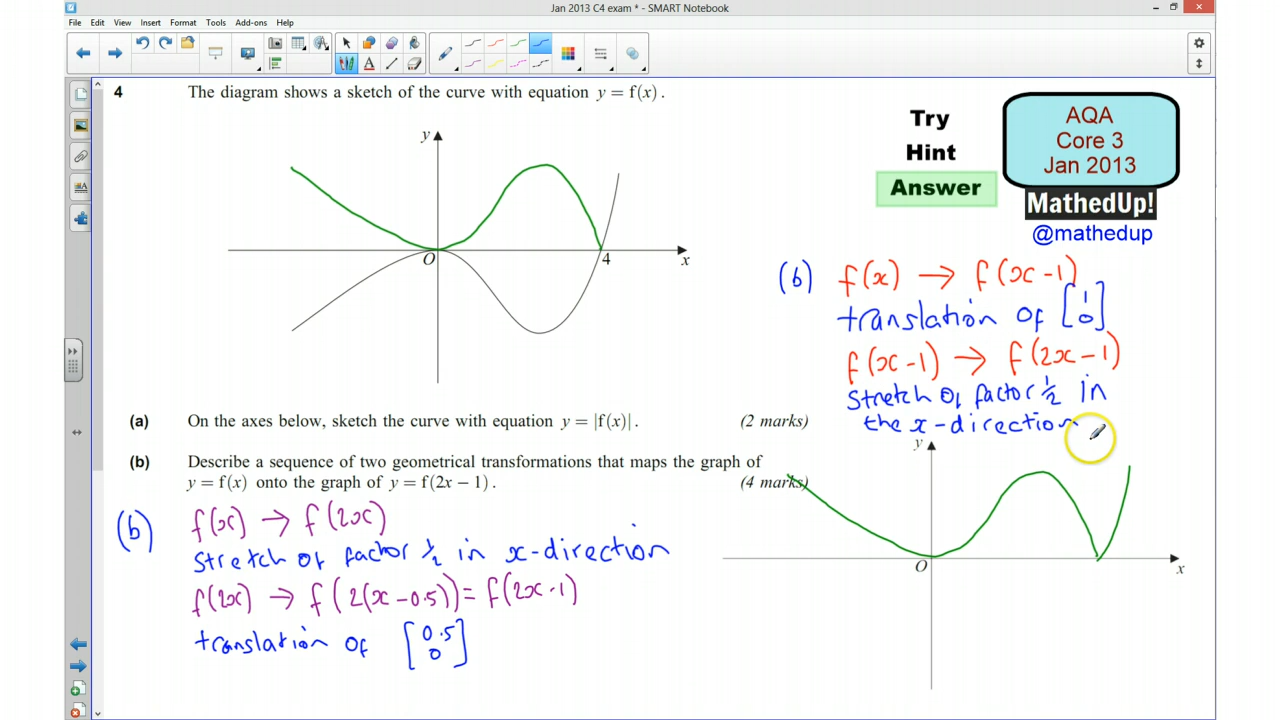 Jan 2013 C4 exam * - SMART Notebook
File Edit View Insert Format Tools Add-ons Help
4 The diagram shows a sketch of the curve with equation y = f(x).
y
O
4
x
Try
Hint
Answer
AQA
Core 3
Jan 2013
MathedUp!
@mathedup
(b) f(x) → f(x-1)
translation of [1 0]
f(x-1) → f(2x-1)
Stretch of factor 1/2 in
the x-direction
(a) On the axes below, sketch the curve with equation y = |f(x)|. (2 marks)
(b) Describe a sequence of two geometrical transformations that maps the graph of
y = f(x) onto the graph of y = f(2x − 1). (4 marks)
(b) f(x) → f(2x)
Stretch of factor 1/2 in x-direction
f(2x) → f(2(x-0.5)) = f(2x-1)
translation of [0.5 0]
y
O
x